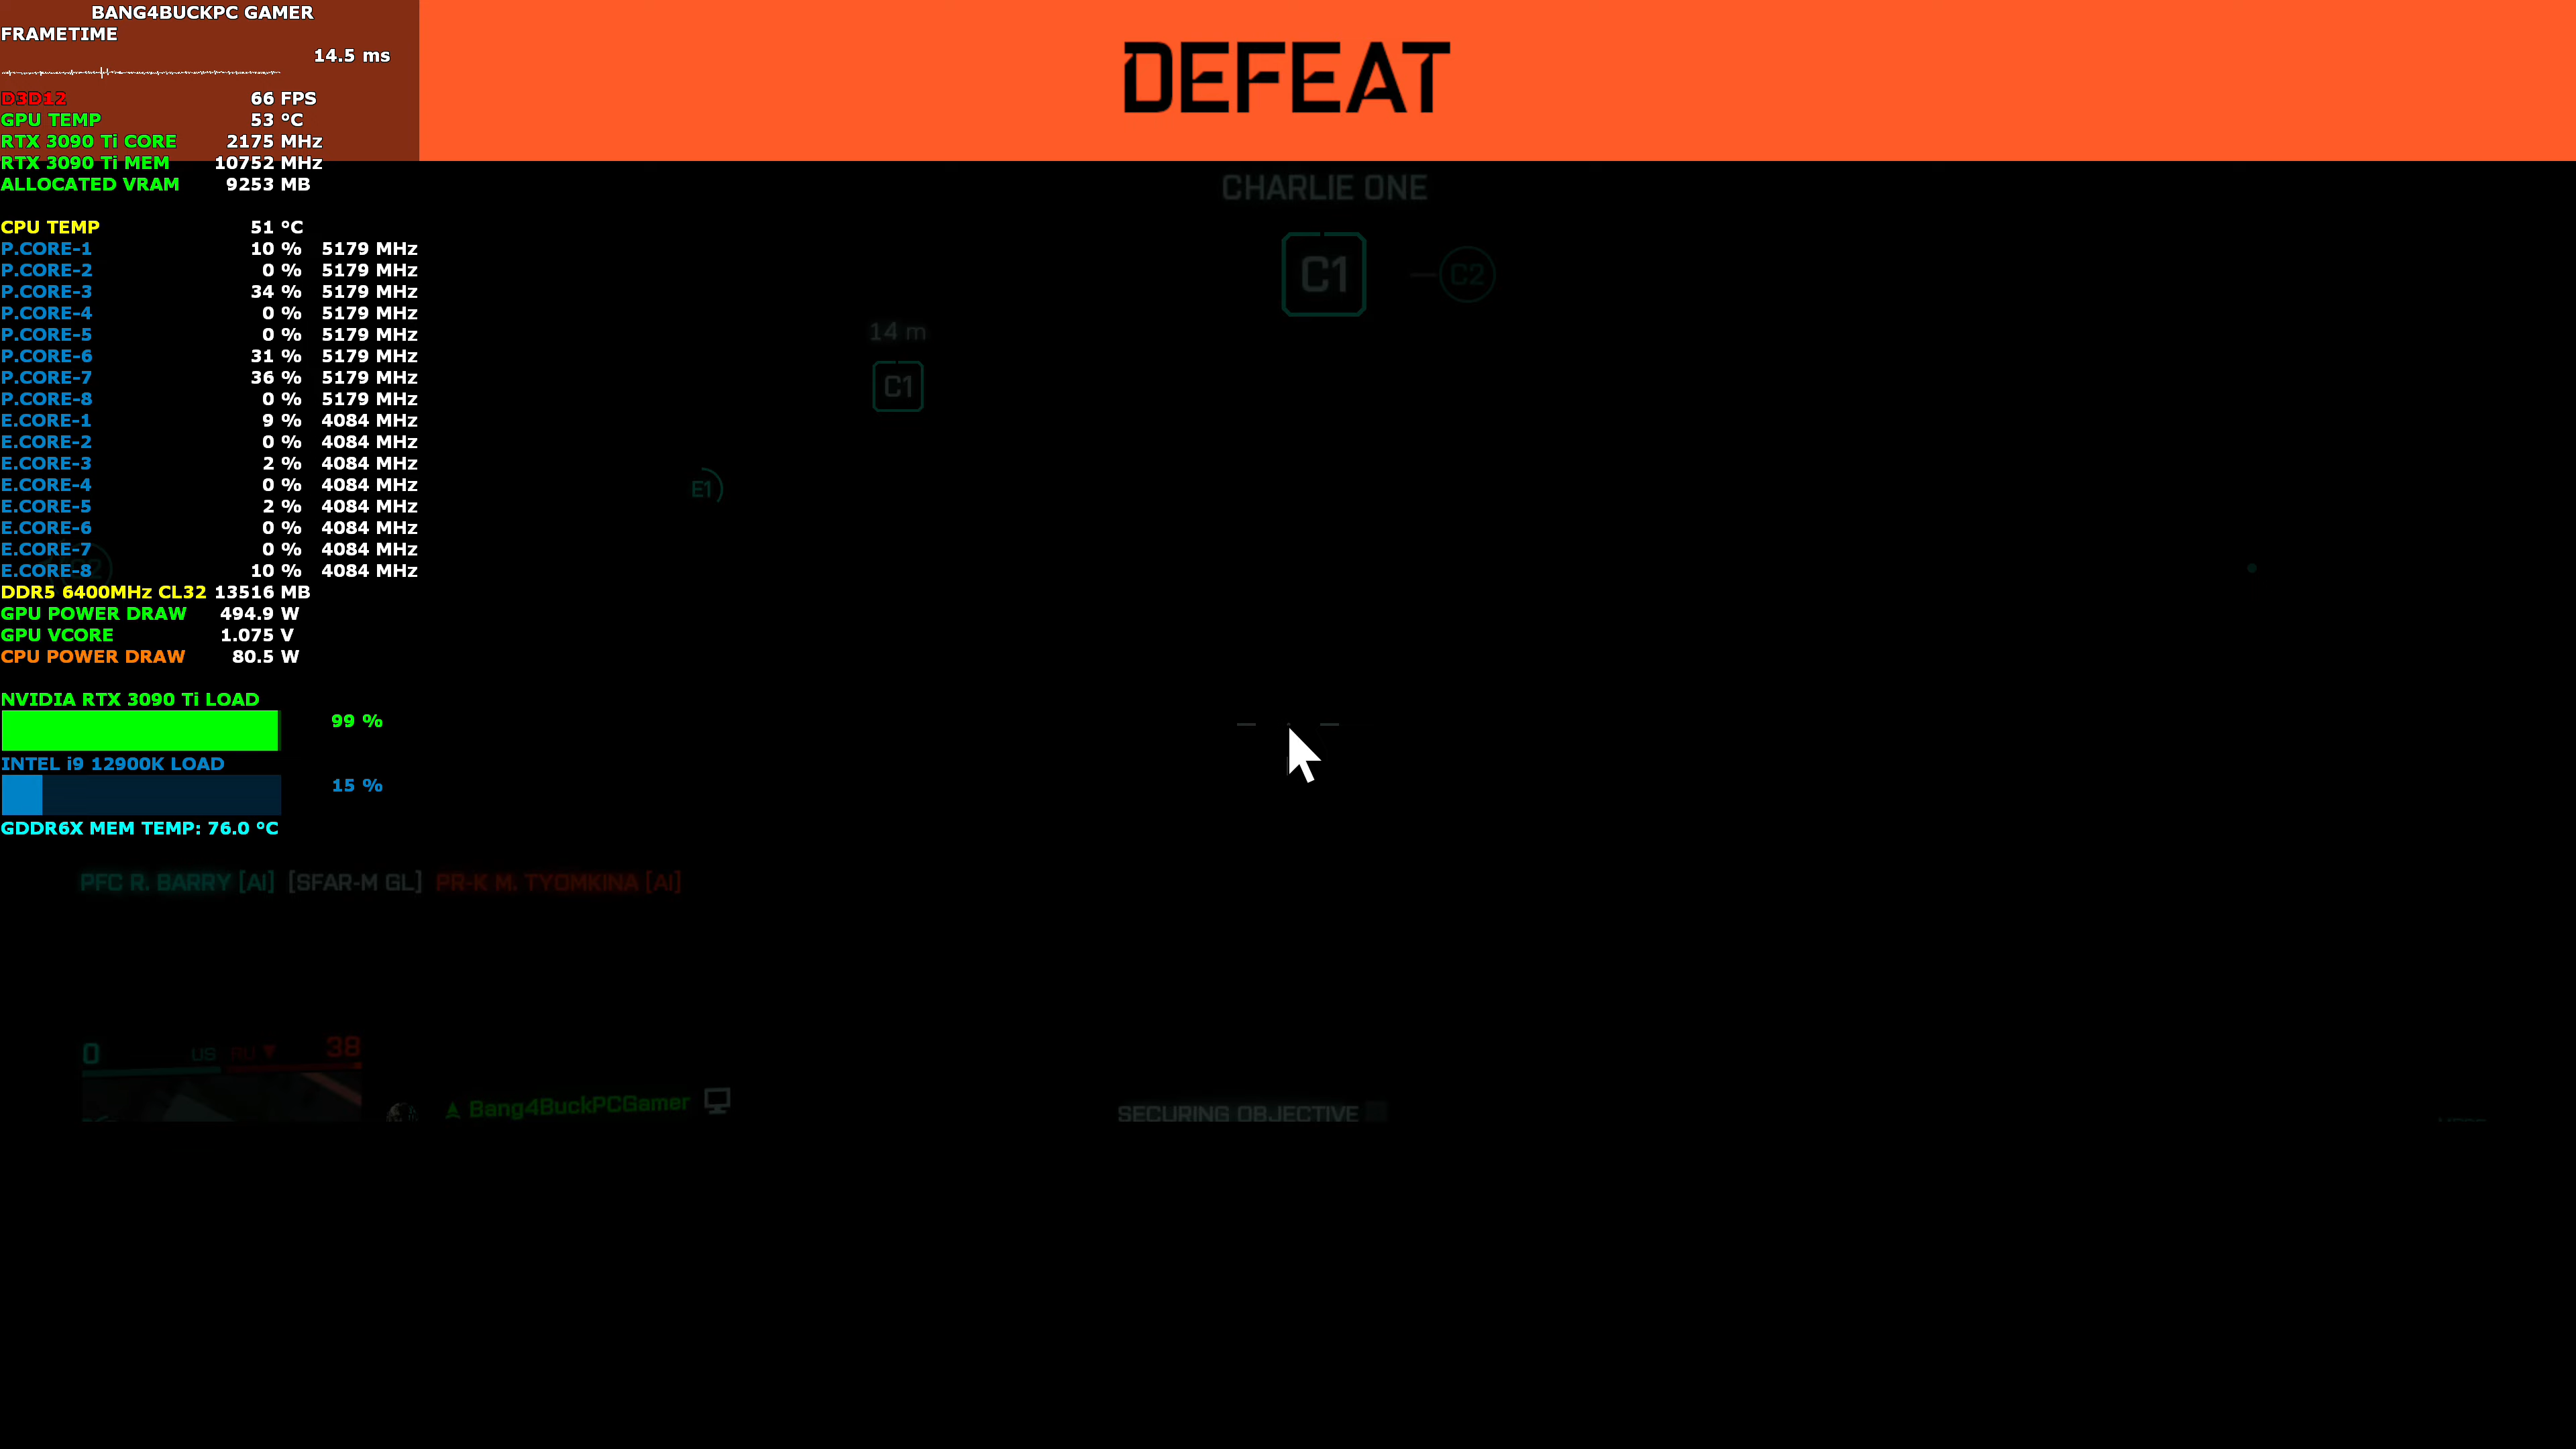 BANG4BUCKPC GAMER
FRAMETIME
14.5 ms
DEFEAT
D3D12 66 FPS
GPU TEMP 53 °C
RTX 3090 Ti CORE 2175 MHz
RTX 3090 Ti MEM 10752 MHz
ALLOCATED VRAM 9253 MB
CHARLIE ONE
C1 C2
CPU TEMP 51 °C
P.CORE-1 10 % 5179 MHz
P.CORE-2 0 % 5179 MHz
P.CORE-3 34 % 5179 MHz
P.CORE-4 0 % 5179 MHz
P.CORE-5 0 % 5179 MHz
P.CORE-6 31 % 5179 MHz
P.CORE-7 36 % 5179 MHz
P.CORE-8 0 % 5179 MHz
14 m
C1
E.CORE-1 9 % 4084 MHz
E.CORE-2 0 % 4084 MHz
E.CORE-3 2 % 4084 MHz
E.CORE-4 0 % 4084 MHz
E1
E.CORE-5 2 % 4084 MHz
E.CORE-6 0 % 4084 MHz
E.CORE-7 0 % 4084 MHz
E.CORE-8 10 % 4084 MHz
DDR5 6400MHz CL32 13516 MB
GPU POWER DRAW 494.9 W
GPU VCORE 1.075 V
CPU POWER DRAW 80.5 W
NVIDIA RTX 3090 Ti LOAD
99 %
INTEL i9 12900K LOAD
15 %
GDDR6X MEM TEMP: 76.0 °C
PFC R. BARRY [AI] [SFAR-M GL] PR-K M. TYOMKINA [AI]
0 US RU 38
Bang4BuckPCGamer
SECURING OBJECTIVE